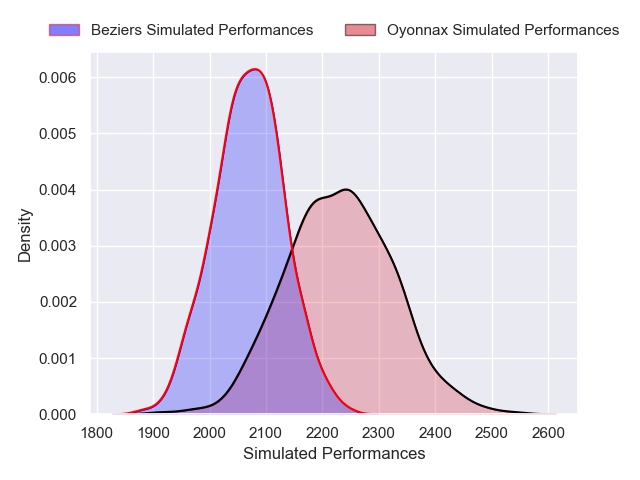 Beziers Simulated Performances Oyonnax Simulated Performances
0.006
0.005
0.004
0.003
0.002
0.001
0.000
Density
1800 1900 2000 2100 2200 2300 2400 2500 2600
Simulated Performances